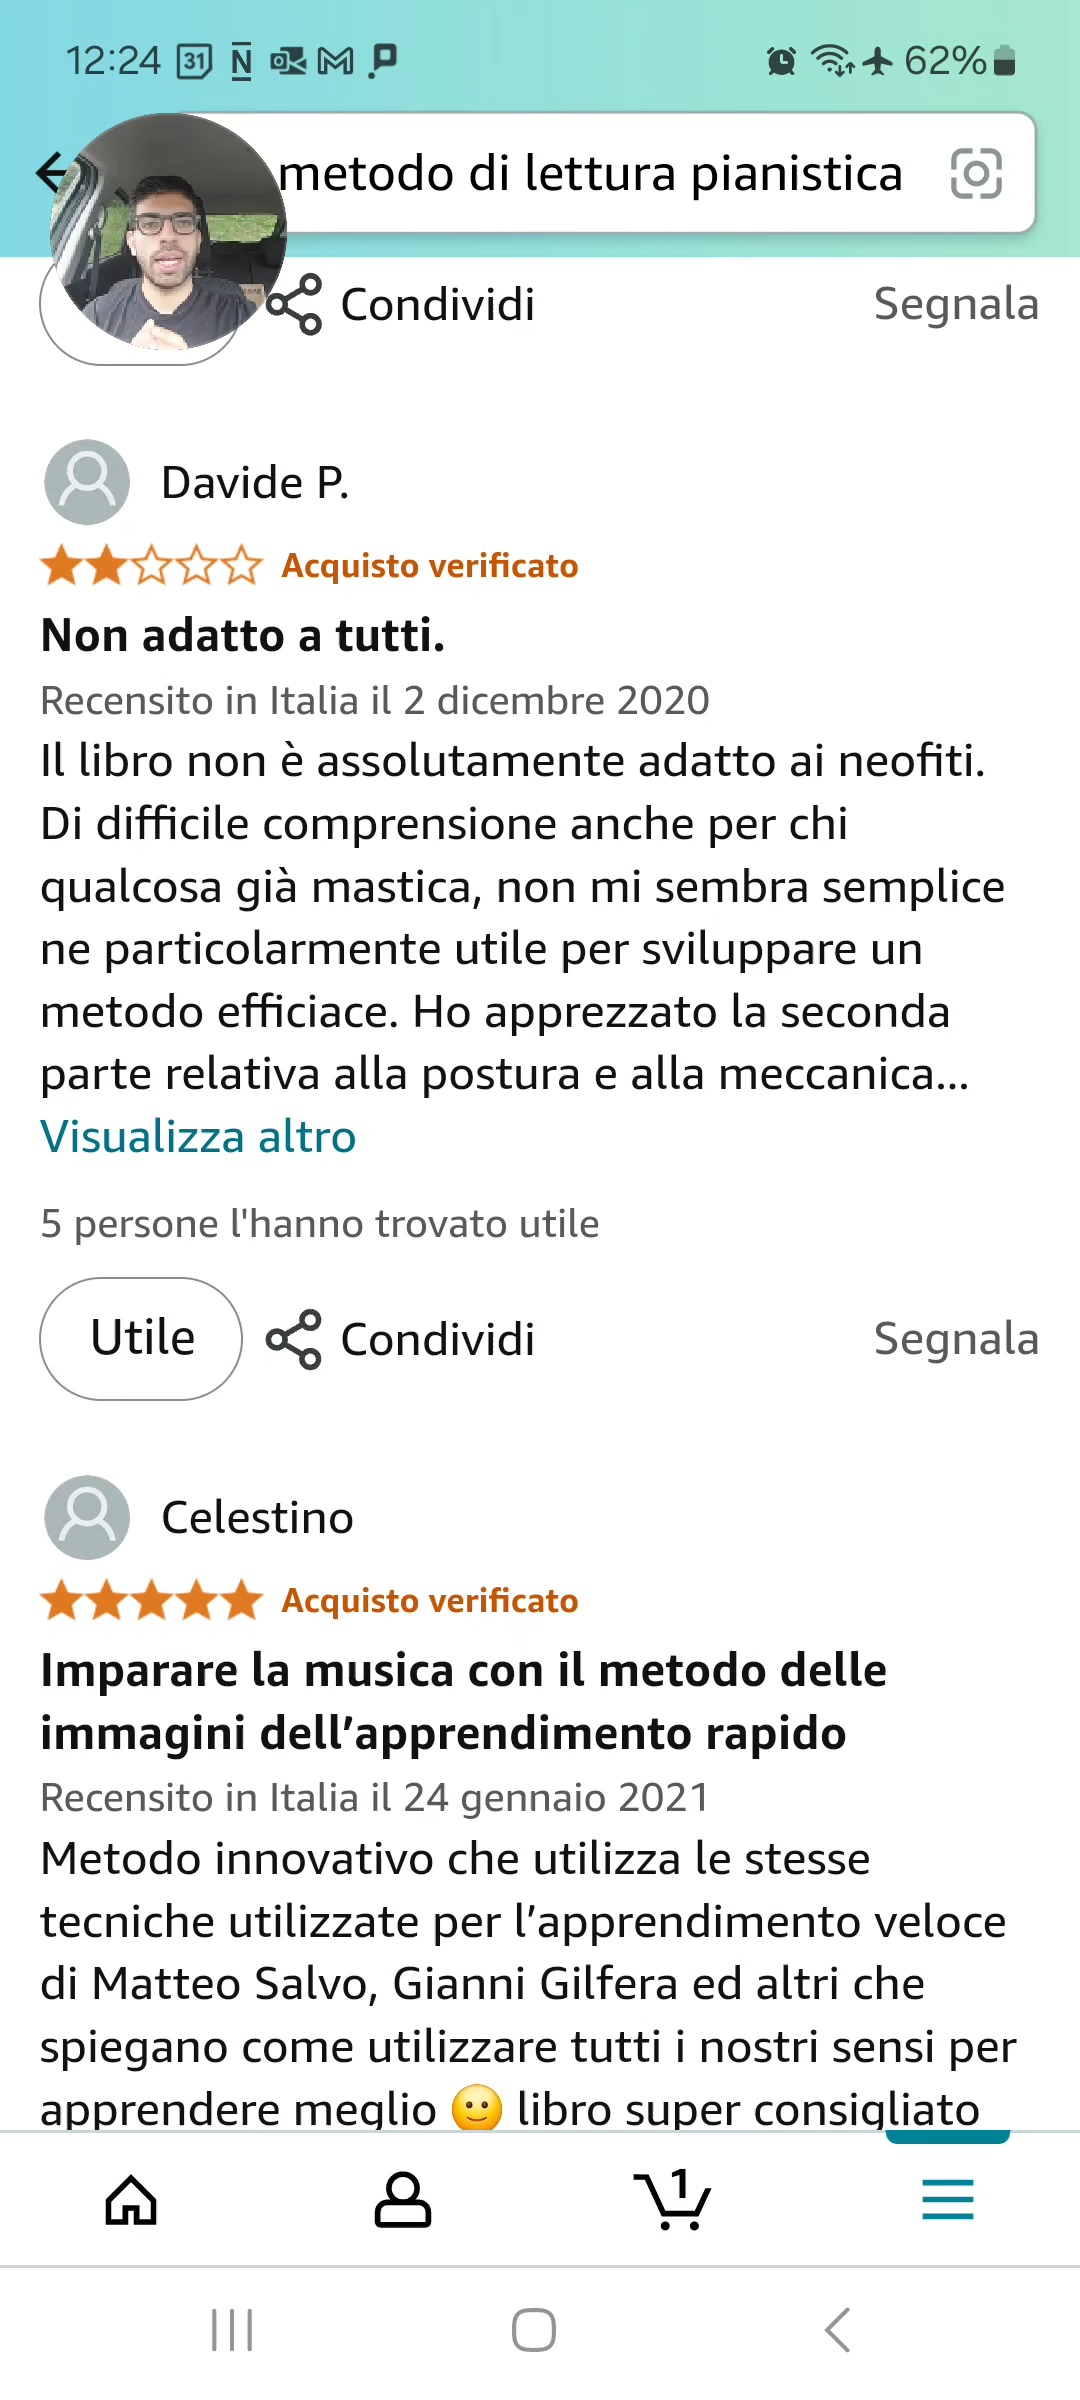 12:24 31 N M P 62%
metodo di lettura pianistica
Condividi Segnala
Davide P.
Acquisto verificato
Non adatto a tutti.
Recensito in Italia il 2 dicembre 2020
Il libro non è assolutamente adatto ai neofiti.
Di difficile comprensione anche per chi
qualcosa già mastica, non mi sembra semplice
ne particolarmente utile per sviluppare un
metodo efficiace. Ho apprezzato la seconda
parte relativa alla postura e alla meccanica...
Visualizza altro
5 persone l'hanno trovato utile
Utile Condividi Segnala
Celestino
Acquisto verificato
Imparare la musica con il metodo delle
immagini dell’apprendimento rapido
Recensito in Italia il 24 gennaio 2021
Metodo innovativo che utilizza le stesse
tecniche utilizzate per l’apprendimento veloce
di Matteo Salvo, Gianni Gilfera ed altri che
spiegano come utilizzare tutti i nostri sensi per
apprendere meglio 🙂 libro super consigliato
1